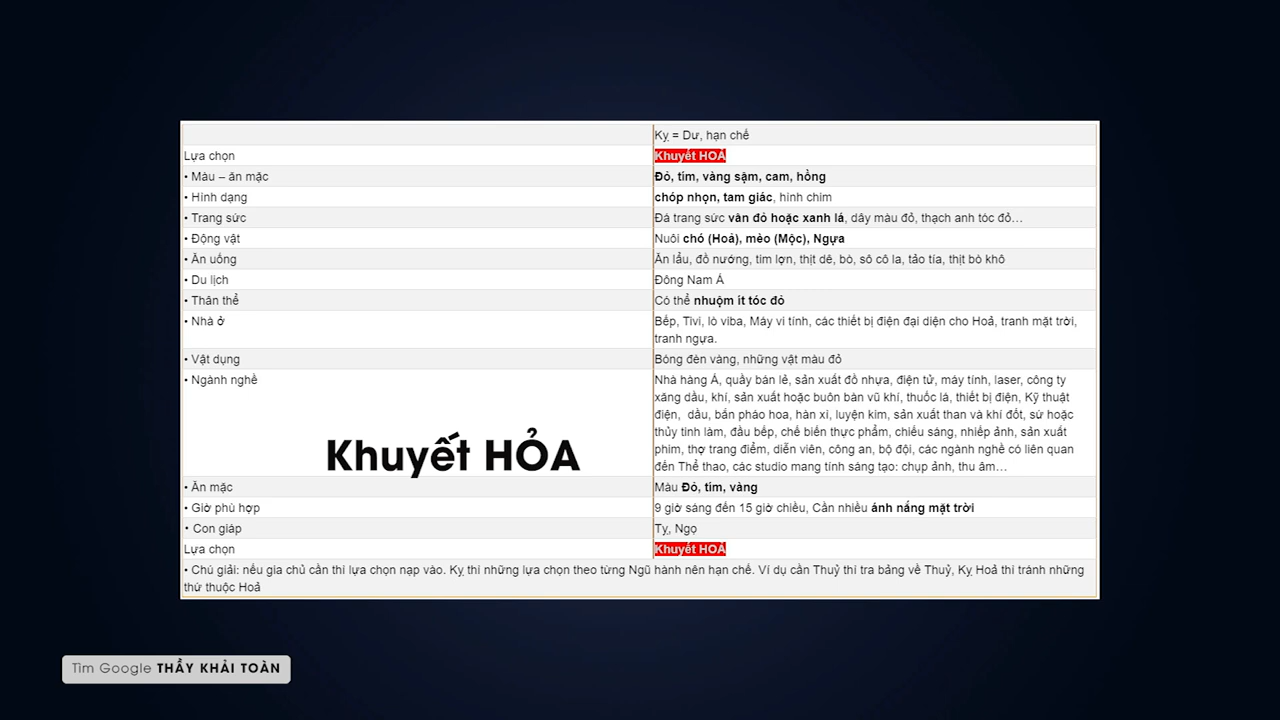 Kỵ = Dư, hạn chế
Lựa chọn
Khuyết HOẢ
• Màu – ăn mặc
Đỏ, tím, vàng sậm, cam, hồng
• Hình dạng
chóp nhọn, tam giác, hình chim
• Trang sức
Đá trang sức vân đỏ hoặc xanh lá, dây màu đỏ, thạch anh tóc đỏ…
• Động vật
Nuôi chó (Hoả), mèo (Mộc), Ngựa
• Ăn uống
Ăn lẩu, đồ nướng, tim lợn, thịt dê, bò, sô cô la, tảo tía, thịt bò khô
• Du lịch
Đông Nam Á
• Thân thể
Có thể nhuộm ít tóc đỏ
• Nhà ở
Bếp, Tivi, lò viba, Máy vi tính, các thiết bị điện đại diện cho Hoả, tranh mặt trời,
tranh ngựa.
• Vật dụng
Bóng đèn vàng, những vật màu đỏ
• Ngành nghề
Nhà hàng Á, quầy bán lẻ, sản xuất đồ nhựa, điện tử, máy tính, laser, công ty
xăng dầu, khí, sản xuất hoặc buôn bàn vũ khí, thuốc lá, thiết bị điện, Kỹ thuật
điện, dầu, bắn pháo hoa, hàn xì, luyện kim, sản xuất than và khí đốt, sứ hoặc
thủy tinh làm, đầu bếp, chế biến thực phẩm, chiếu sáng, nhiếp ảnh, sản xuất
phim, thợ trang điểm, diễn viên, công an, bộ đội, các ngành nghề có liên quan
đến Thể thao, các studio mang tính sáng tạo: chụp ảnh, thu âm…
Khuyết HỎA
• Ăn mặc
Màu Đỏ, tím, vàng
• Giờ phù hợp
9 giờ sáng đến 15 giờ chiều, Cần nhiều ánh nắng mặt trời
• Con giáp
Tỵ, Ngọ
Lựa chọn
Khuyết HOẢ
• Chú giải: nếu gia chủ cần thì lựa chọn nạp vào. Kỵ thì những lựa chọn theo từng Ngũ hành nên hạn chế. Ví dụ cần Thuỷ thì tra bảng về Thuỷ, Kỵ Hoả thì tránh những
thứ thuộc Hoả
Tìm Google THẦY KHẢI TOÀN